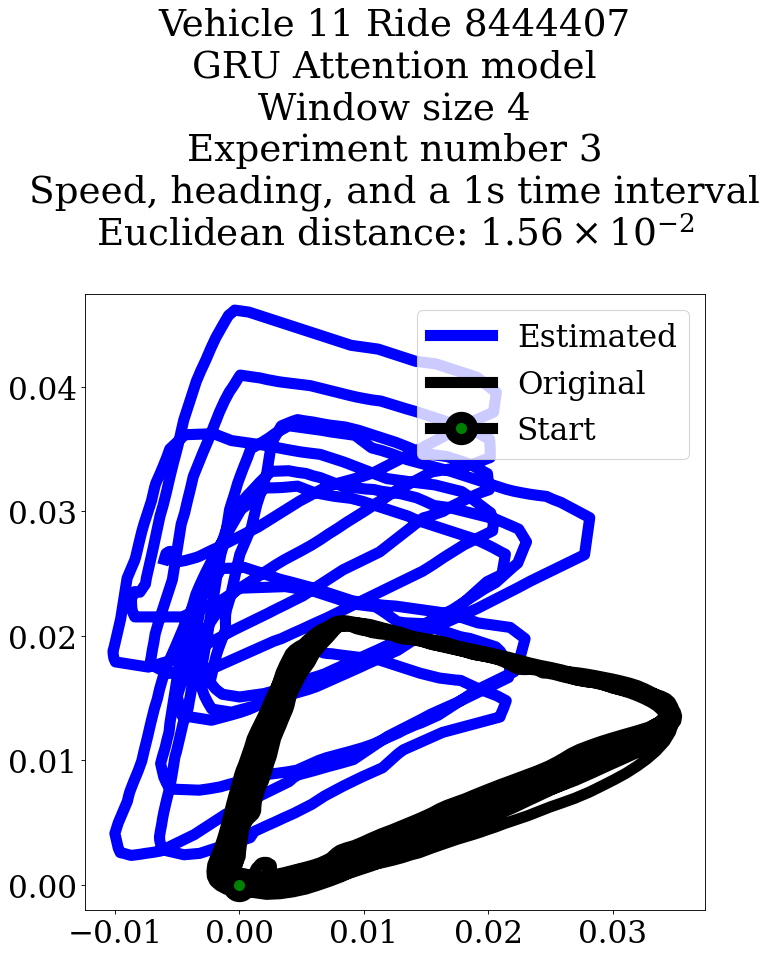 Vehicle 11 Ride 8444407
GRU Attention model
Window size 4
Experiment number 3
Speed, heading, and a 1s time interval
Euclidean distance: 1.56 × 10⁻²
Estimated
Original
Start
0.04
0.03
0.02
0.01
0.00
−0.01 0.00 0.01 0.02 0.03